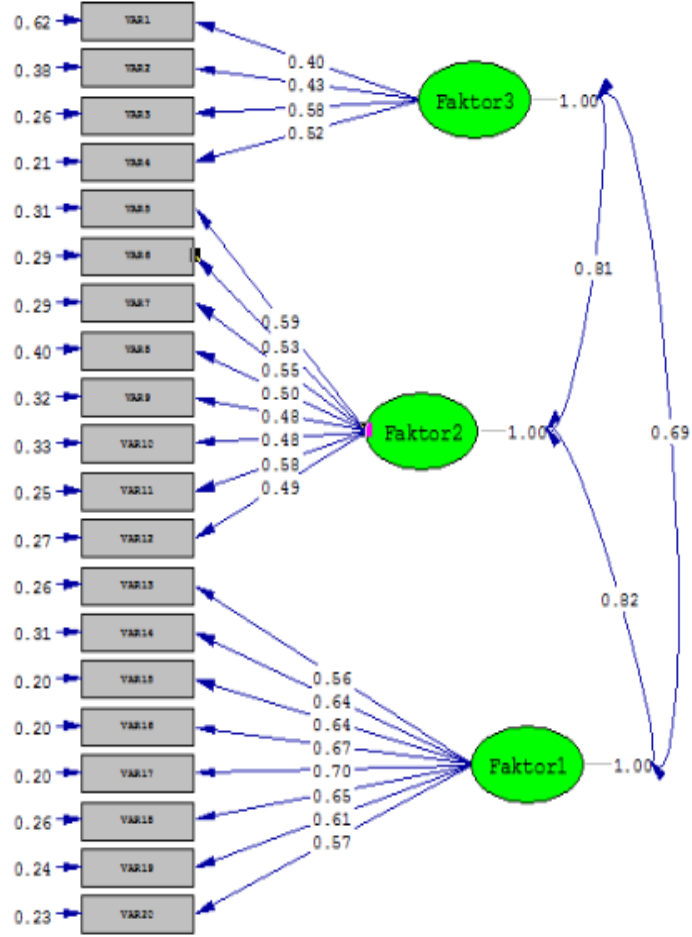 0.62 VAR1
0.40
0.38 VAR2
0.43
Faktor3 1.00
0.26 VAR3
0.58
0.52
0.21 VAR4
0.31 VAR5
0.29 VAR6
0.81
0.29 VAR7
0.59
0.53
0.40 VAR8
0.55
0.50
0.32 VAR9
0.48
0.33 VAR10
0.48
Faktor2 1.00
0.69
0.58
0.25 VAR11
0.49
0.27 VAR12
0.26 VAR13
0.82
0.31 VAR14
0.56
0.20 VAR15
0.64
0.64
0.20 VAR16
0.67
0.20 VAR17
0.70
Faktor1 1.00
0.65
0.26 VAR18
0.61
0.57
0.24 VAR19
0.23 VAR20